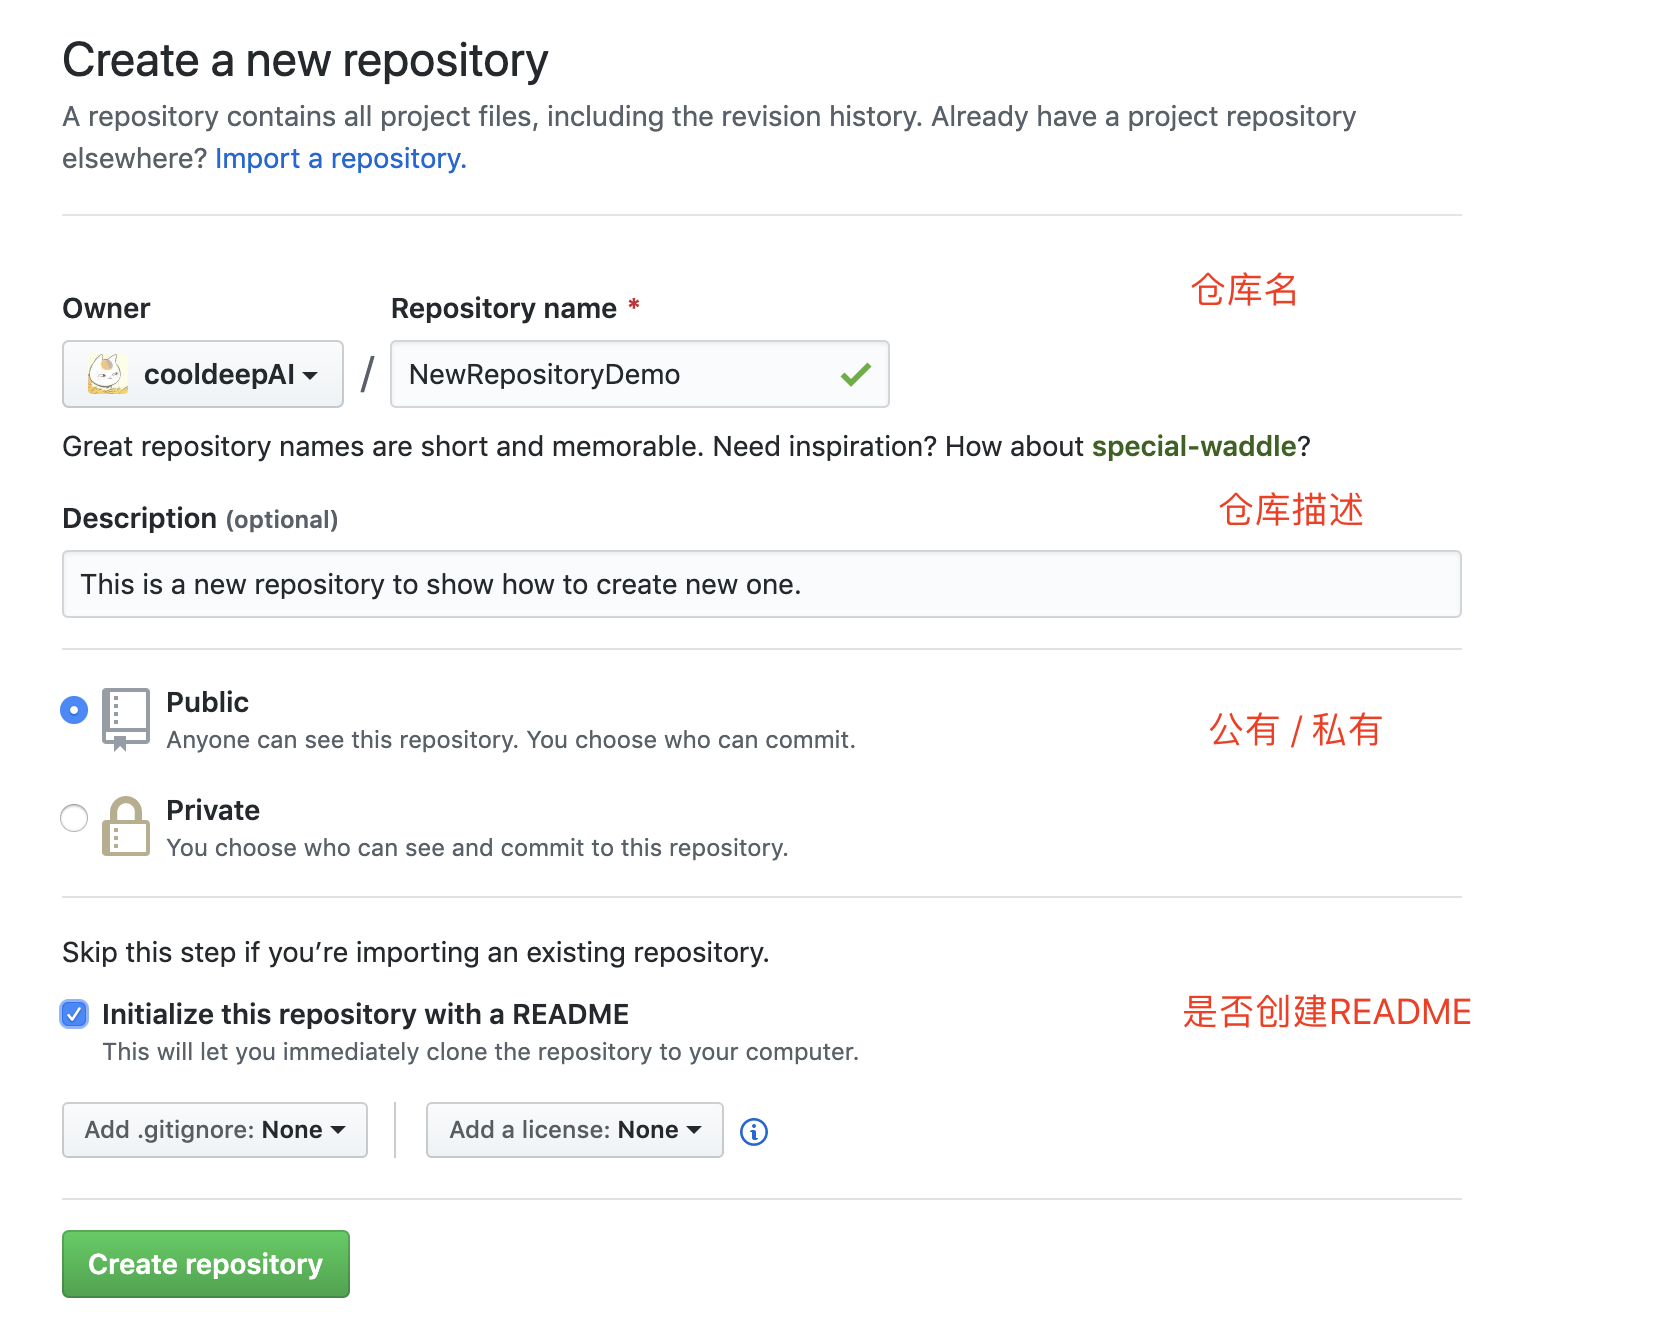 Create a new repository
A repository contains all project files, including the revision history. Already have a project repository
elsewhere? Import a repository.
仓库名
Owner
Repository name *
cooldeepAI / NewRepositoryDemo
Great repository names are short and memorable. Need inspiration? How about special-waddle?
仓库描述
Description (optional)
This is a new repository to show how to create new one.
Public
Anyone can see this repository. You choose who can commit.
公有 / 私有
Private
You choose who can see and commit to this repository.
Skip this step if you’re importing an existing repository.
Initialize this repository with a README
是否创建README
This will let you immediately clone the repository to your computer.
Add .gitignore: None
Add a license: None
Create repository